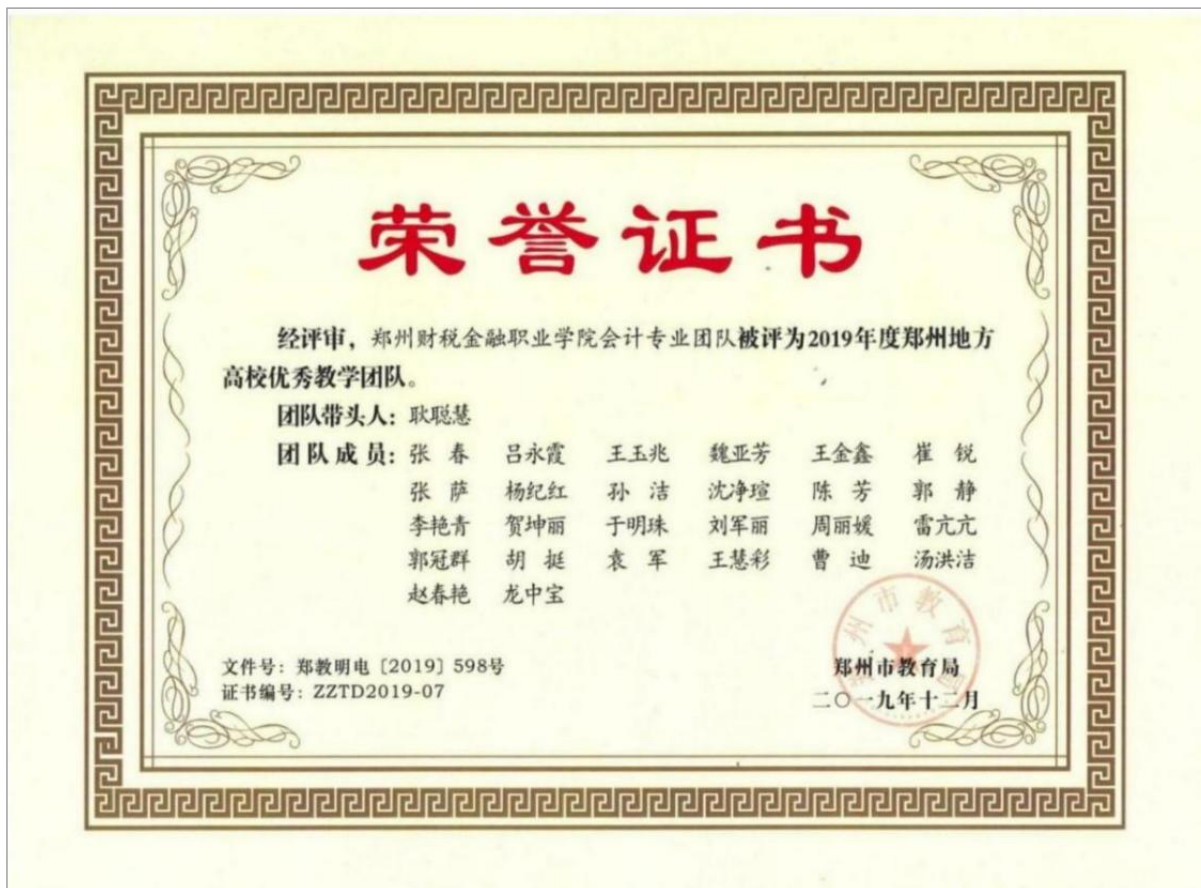 荣誉证书
经评审，郑州财税金融职业学院会计专业团队被评为2019年度郑州地方
高校优秀教学团队。
团队带头人：耿聪慧
团队成员：张 春 吕永霞 王玉兆 魏亚芳 王金鑫 崔 锐
张 萨 杨纪红 孙 洁 沈净瑄 陈 芳 郭 静
李艳青 贺坤丽 于明珠 刘军丽 周丽媛 雷亢亢
郭冠群 胡 挺 袁 军 王慧彩 曹 迪 汤洪洁
赵春艳 龙中宝
文件号：郑教明电〔2019〕598号
证书编号：ZZTD2019-07
郑州市教育局
二〇一九年十二月